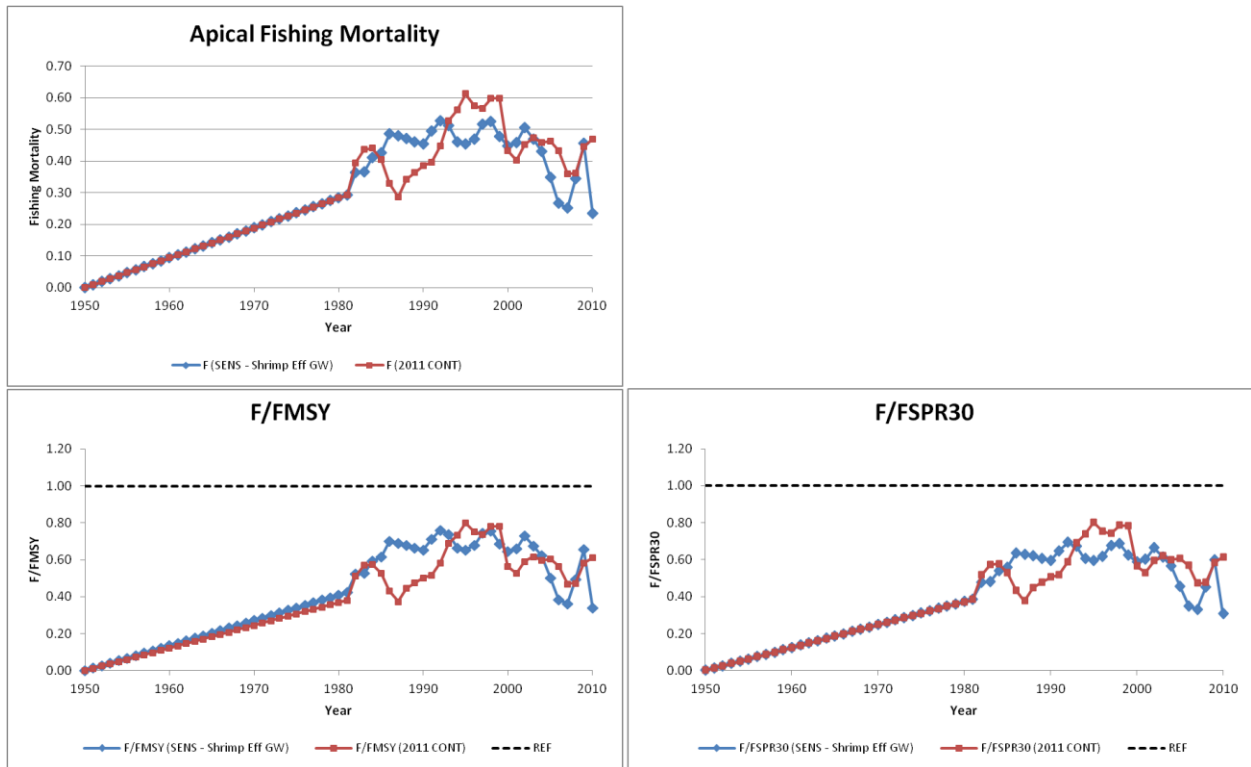 Apical Fishing Mortality
0.70
0.60
0.50
0.40
0.30
0.20
0.10
0.00
Fishing Mortality
1950 1960 1970 1980 1990 2000 2010
Year
F (SENS - Shrimp Eff GW) F (2011 CONT)
F/FMSY
1.20
1.00
0.80
0.60
0.40
0.20
0.00
F/FMSY
1950 1960 1970 1980 1990 2000 2010
Year
F/FMSY (SENS - Shrimp Eff GW) F/FMSY (2011 CONT) REF
F/FSPR30
1.20
1.00
0.80
0.60
0.40
0.20
0.00
F/FSPR30
1950 1960 1970 1980 1990 2000 2010
Year
F/FSPR30 (SENS - Shrimp Eff GW) F/FSPR30 (2011 CONT) REF